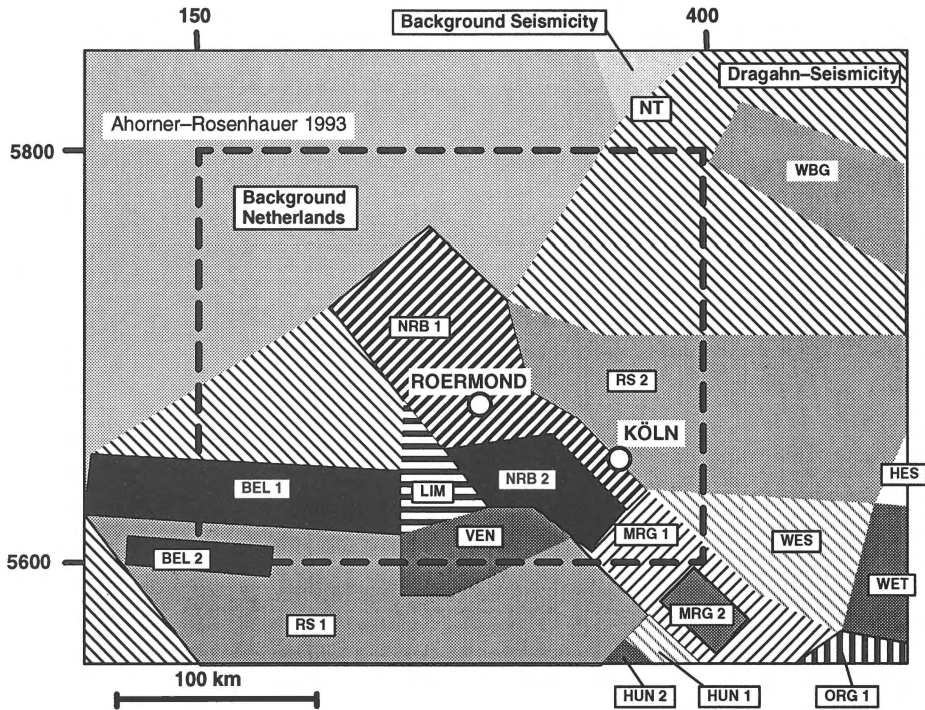 150
Background Seismicity
400
Dragahn–Seismicity
NT
Ahorner–Rosenhauer 1993
5800
WBG
Background
Netherlands
NRB 1
ROERMOND
RS 2
KÖLN
HES
BEL 1
LIM
NRB 2
VEN
MRG 1
WES
BEL 2
5600
WET
MRG 2
RS 1
100 km
HUN 2
HUN 1
ORG 1